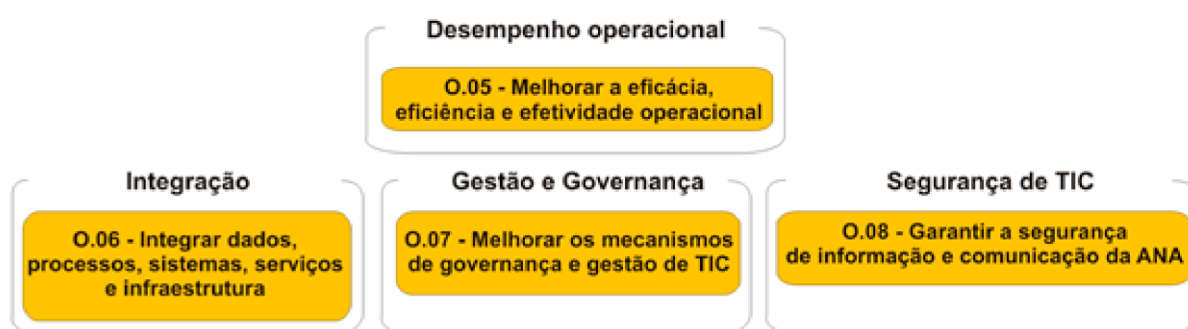 Desempenho operacional
O.05 - Melhorar a eficácia,
eficiência e efetividade operacional
Integração
O.06 - Integrar dados,
processos, sistemas, serviços
e infraestrutura
Gestão e Governança
O.07 - Melhorar os mecanismos
de governança e gestão de TIC
Segurança de TIC
O.08 - Garantir a segurança
de informação e comunicação da ANA